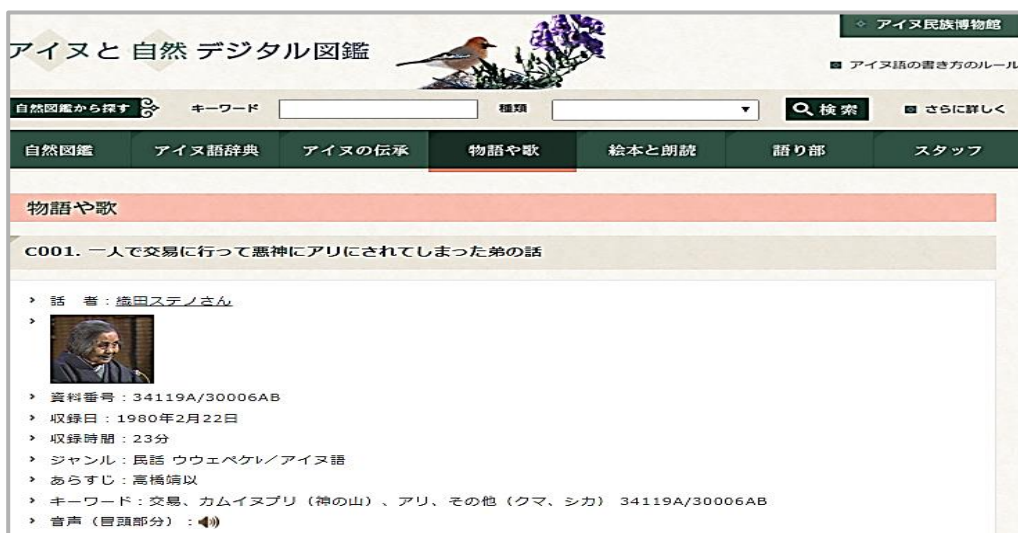 アイヌ民族博物館
アイヌと 自然 デジタル図鑑
アイヌ語の書き方のルール
自然図鑑から探す キーワード 種類 検索 さらに詳しく
自然図鑑 アイヌ語辞典 アイヌの伝承 物語や歌 絵本と朗読 語り部 スタッフ
物語や歌
C001. 一人で交易に行って悪神にアリにされてしまった弟の話
話 者：織田ステノさん
資料番号：34119A/30006AB
収録日：1980年2月22日
収録時間：23分
ジャンル：民話 ウウェペケㇾ／アイヌ語
あらすじ：高橋靖以
キーワード：交易、カムイヌプリ（神の山）、アリ、その他（クマ、シカ） 34119A/30006AB
音声（冒頭部分）：